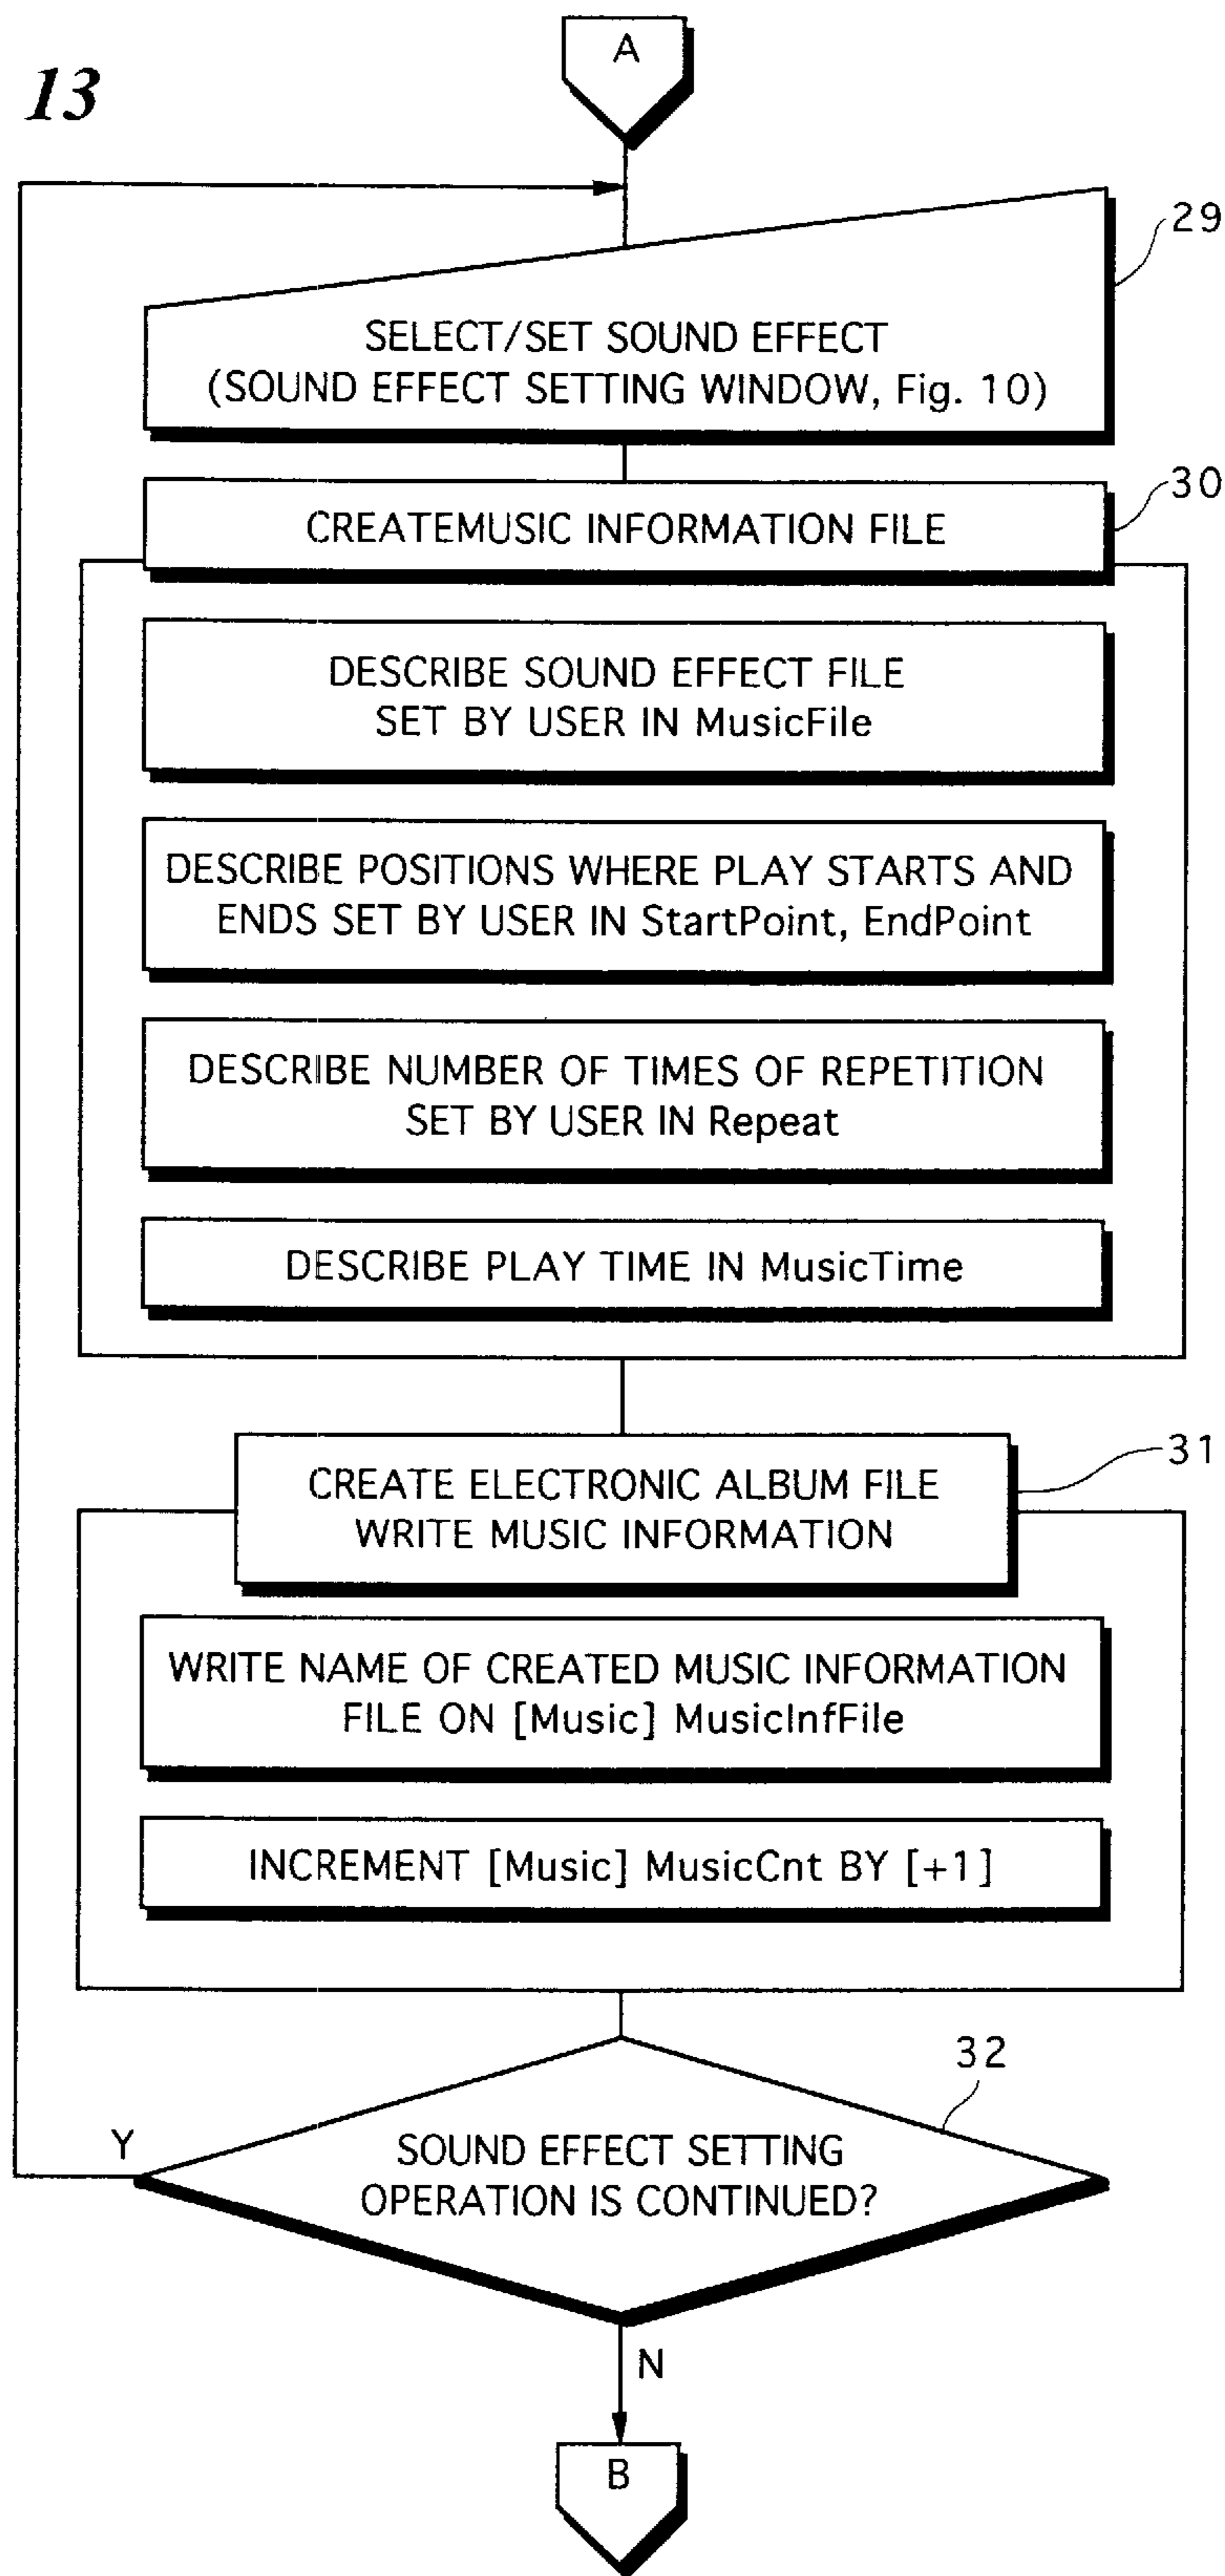 A
13
29
SELECT/SET SOUND EFFECT
(SOUND EFFECT SETTING WINDOW, Fig. 10)
30
CREATEMUSIC INFORMATION FILE
DESCRIBE SOUND EFFECT FILE
SET BY USER IN MusicFile
DESCRIBE POSITIONS WHERE PLAY STARTS AND
ENDS SET BY USER IN StartPoint, EndPoint
DESCRIBE NUMBER OF TIMES OF REPETITION
SET BY USER IN Repeat
DESCRIBE PLAY TIME IN MusicTime
31
CREATE ELECTRONIC ALBUM FILE
WRITE MUSIC INFORMATION
WRITE NAME OF CREATED MUSIC INFORMATION
FILE ON [Music] MusicInfFile
INCREMENT [Music] MusicCnt BY [+1]
32
Y
SOUND EFFECT SETTING
OPERATION IS CONTINUED?
N
B